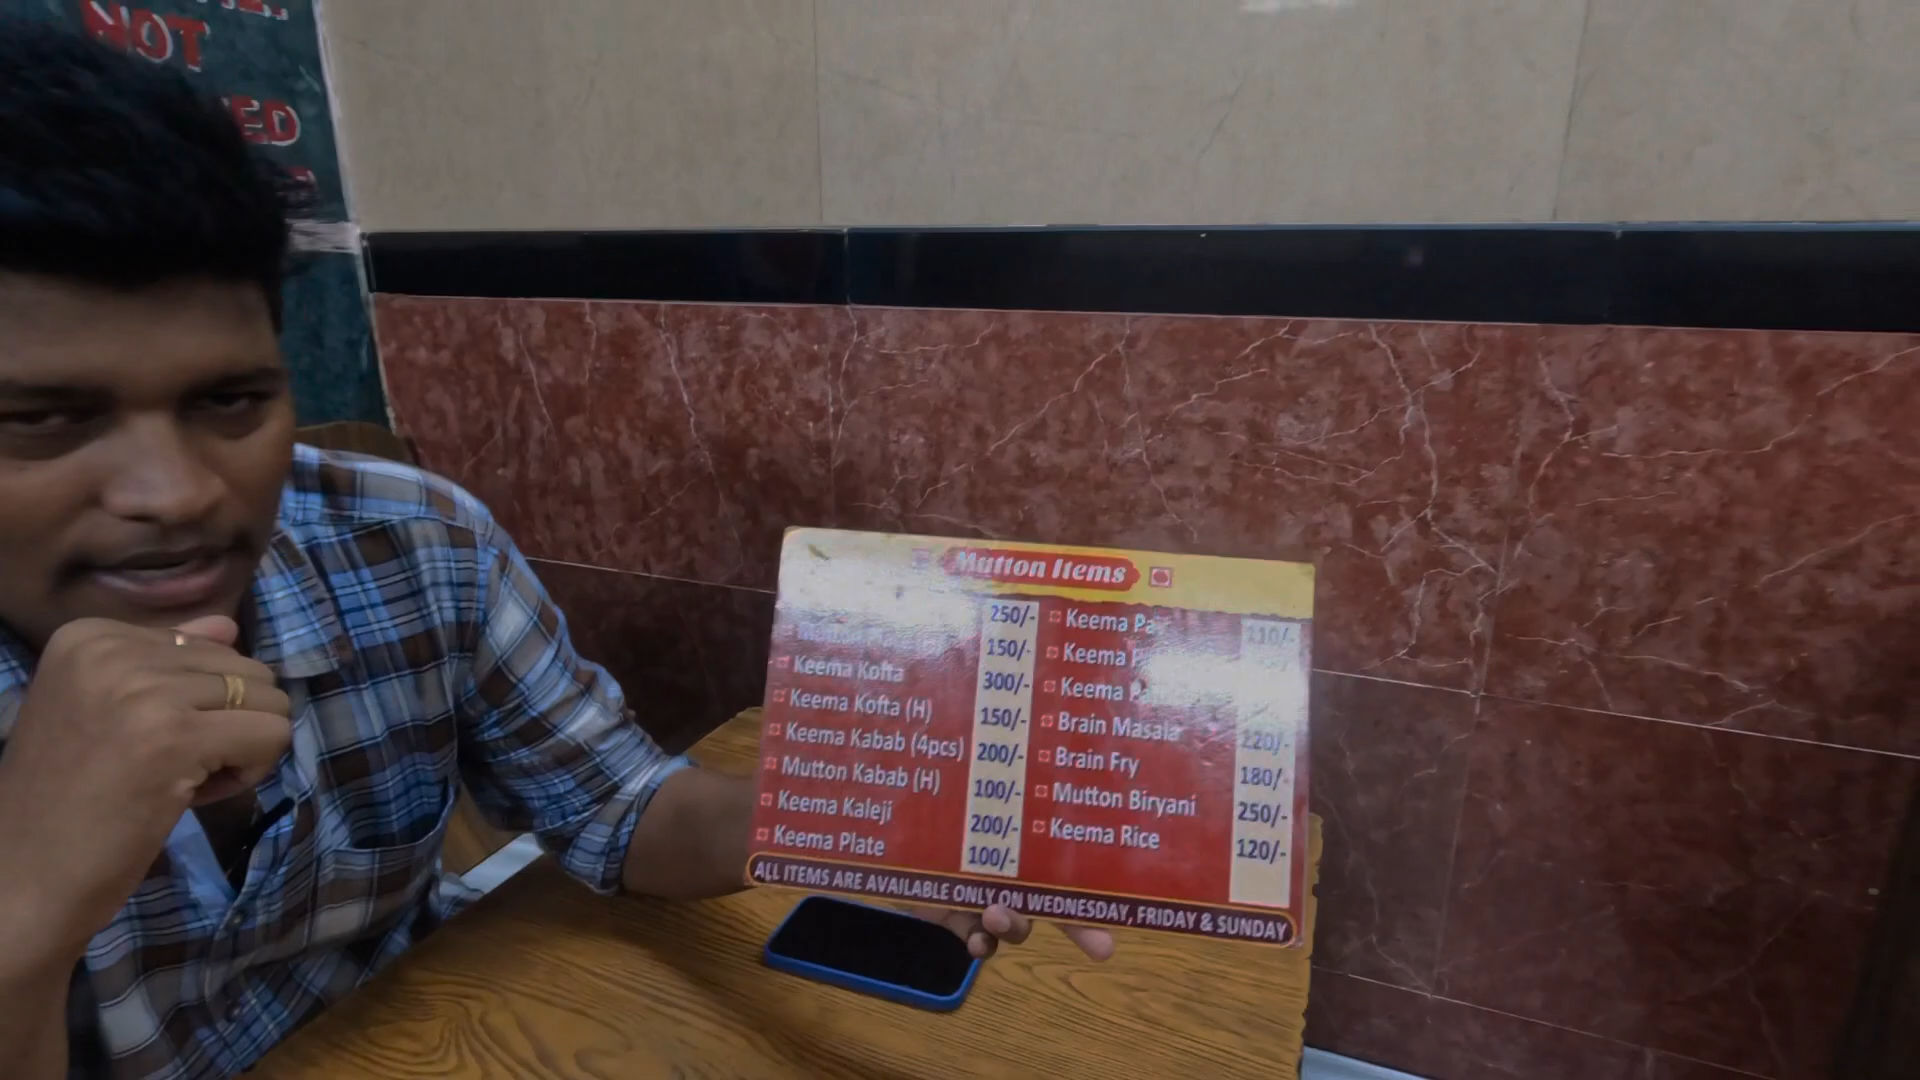 NOT
Mutton Items
250/-
150/-
Keema Kofta 300/-
Keema Kofta (H) 150/-
Keema Kabab (4pcs) 200/-
Mutton Kabab (H) 100/-
Keema Kaleji 200/-
Keema Plate 100/-
Keema 110/-
Keema
Keema
Brain Masala 220/-
Brain Fry 180/-
Mutton Biryani 250/-
Keema Rice 120/-
ALL ITEMS ARE AVAILABLE ONLY ON WEDNESDAY, FRIDAY & SUNDAY